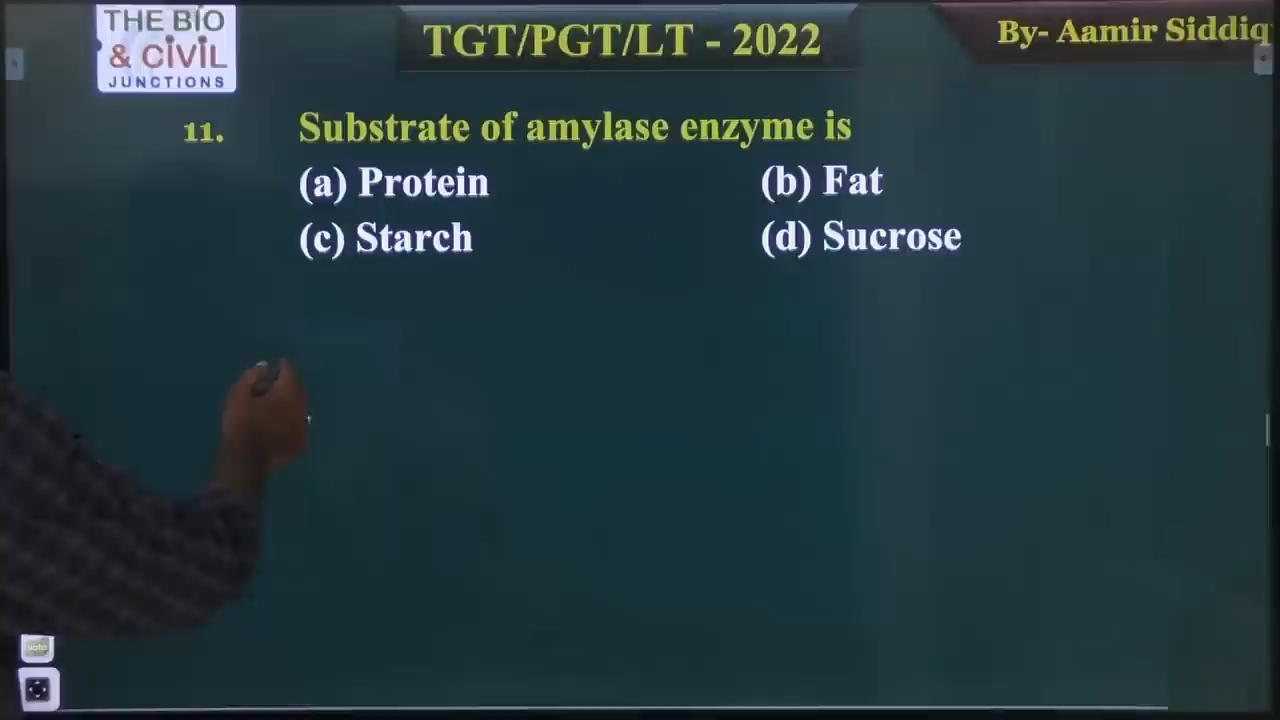 THE BIO
& CIVIL
JUNCTIONS
TGT/PGT/LT - 2022
By- Aamir Siddiq
11. Substrate of amylase enzyme is
(a) Protein (b) Fat
(c) Starch (d) Sucrose